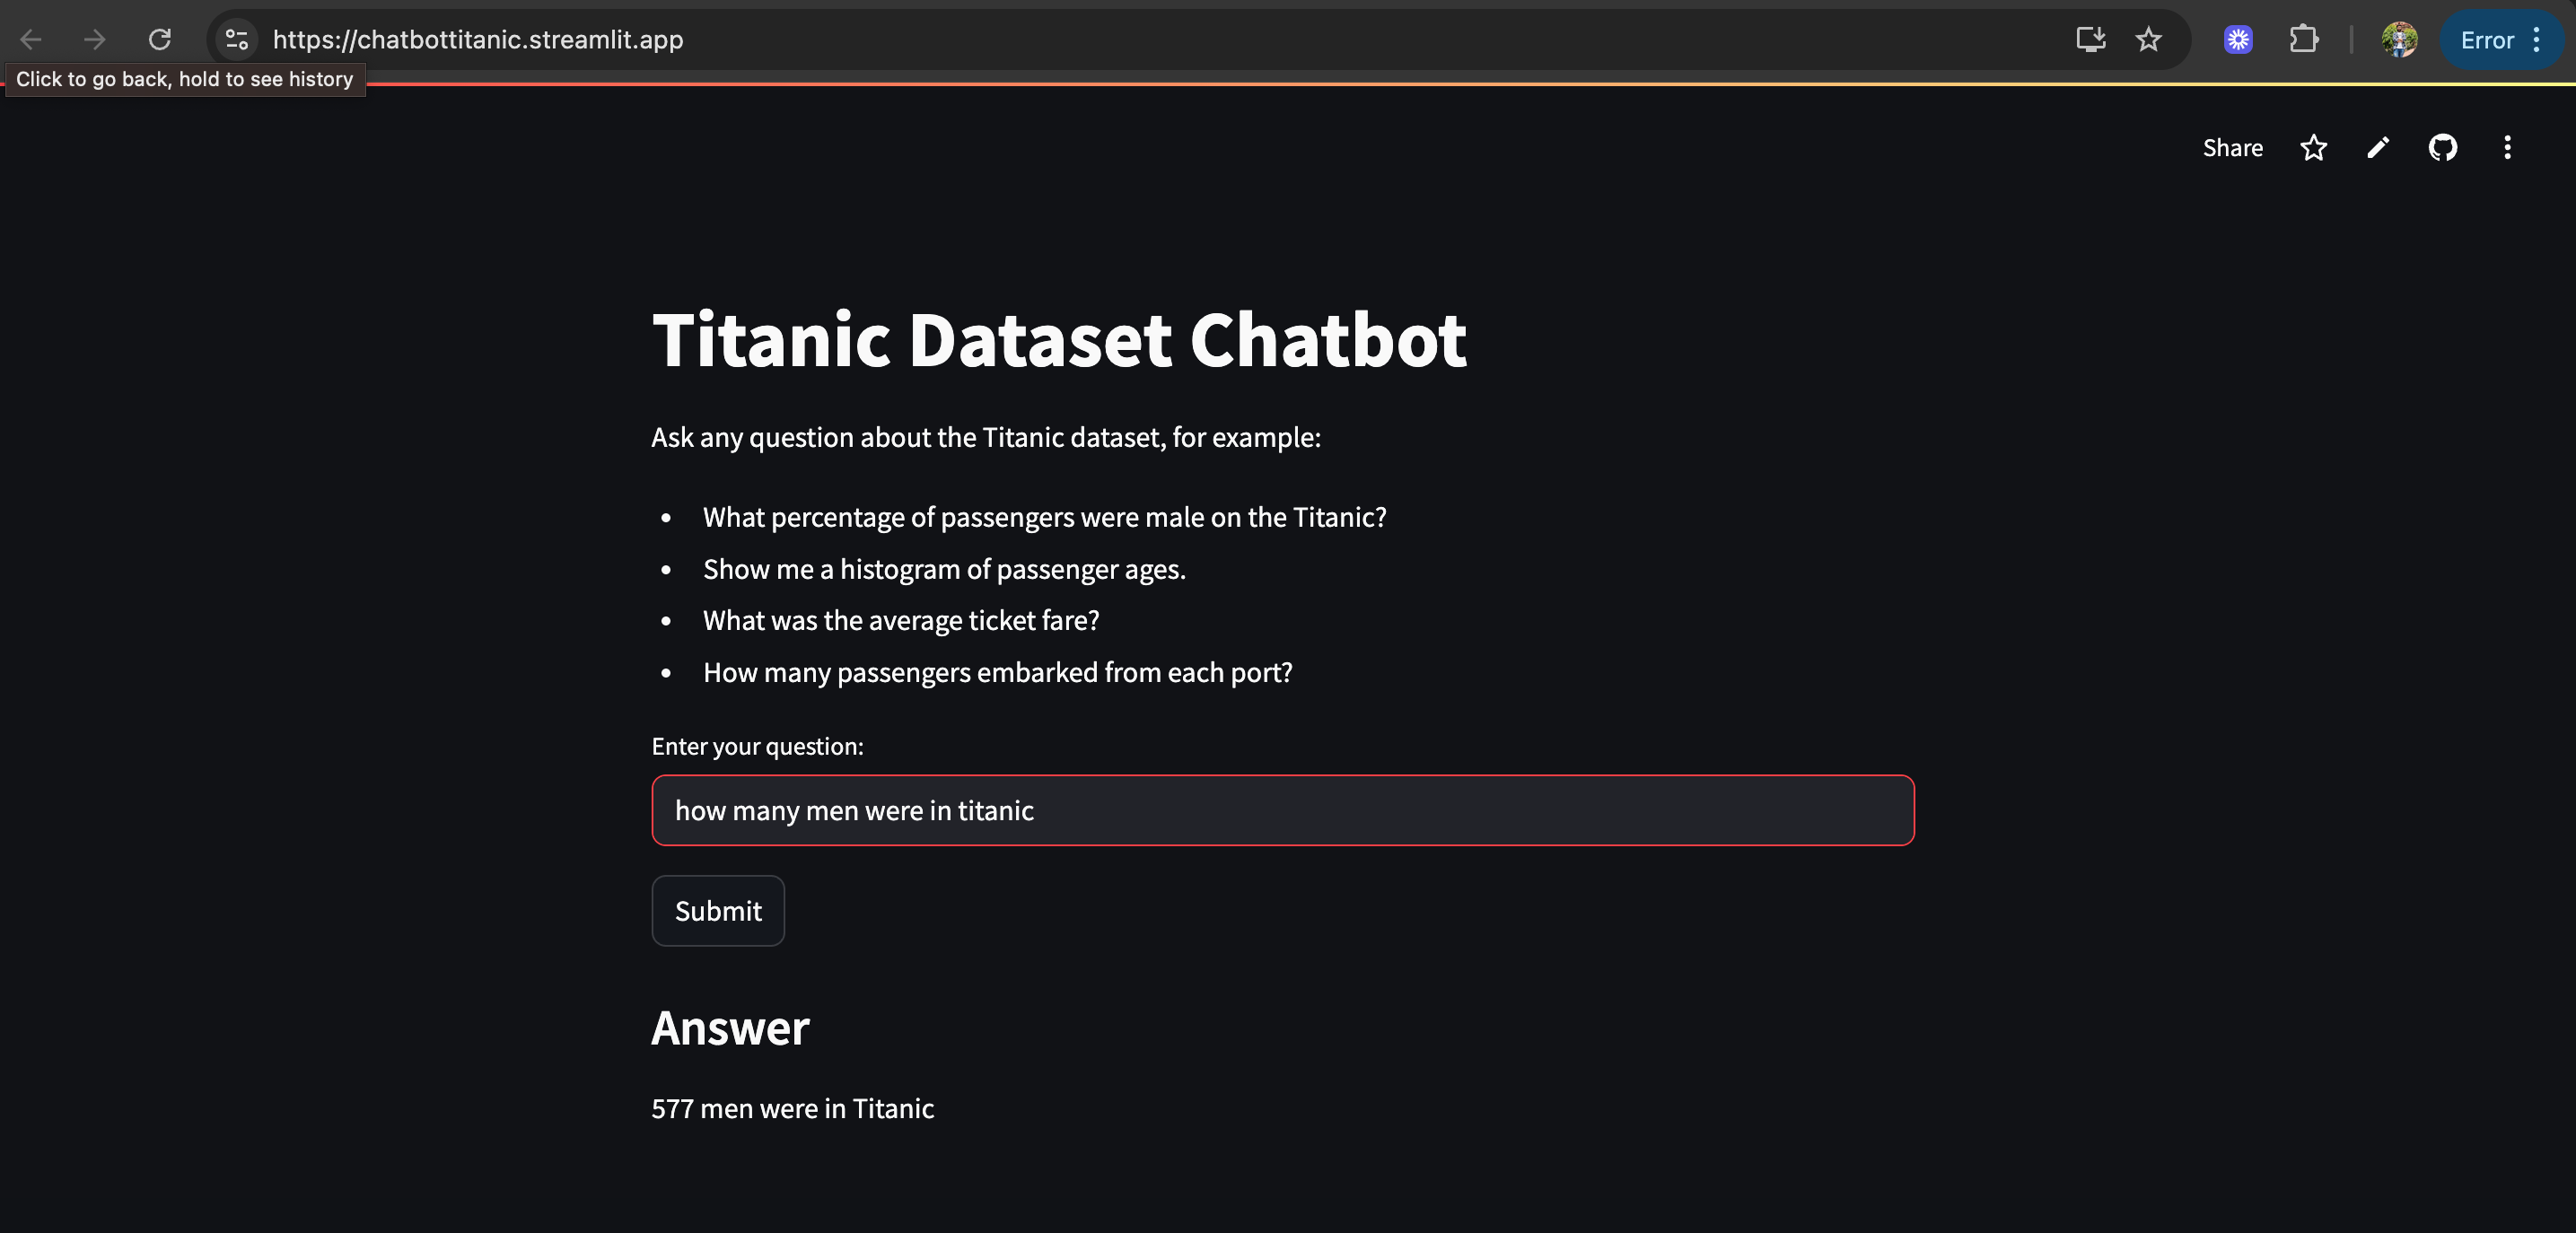 https://chatbottitanic.streamlit.app
Error
Click to go back, hold to see history
Share
Titanic Dataset Chatbot
Ask any question about the Titanic dataset, for example:
• What percentage of passengers were male on the Titanic?
• Show me a histogram of passenger ages.
• What was the average ticket fare?
• How many passengers embarked from each port?
Enter your question:
how many men were in titanic
Submit
Answer
577 men were in Titanic